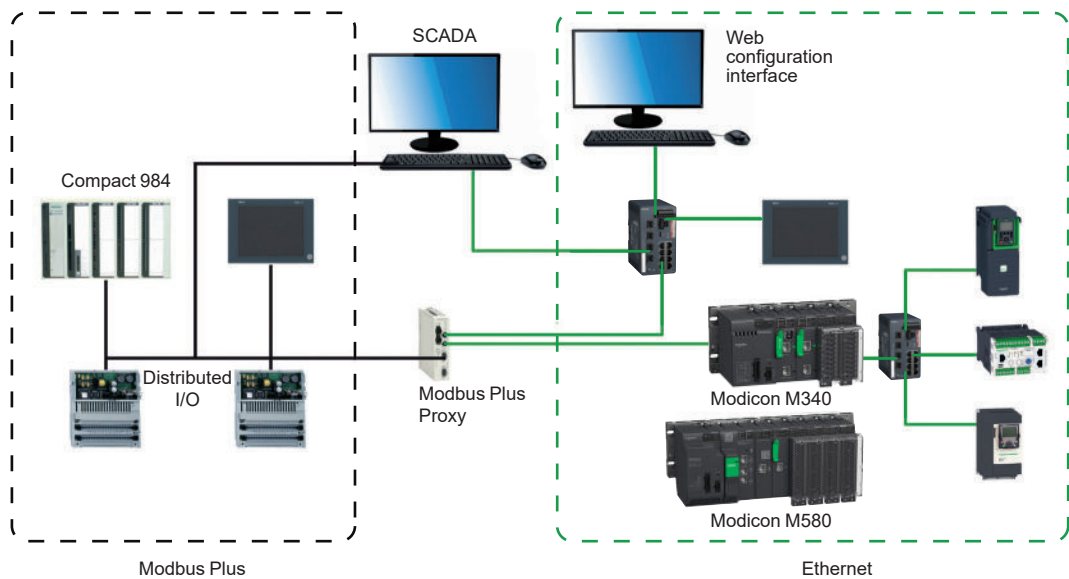 SCADA
Web
configuration
interface
Compact 984
Distributed
I/O
Modbus Plus
Proxy
Modicon M340
Modicon M580
Modbus Plus
Ethernet